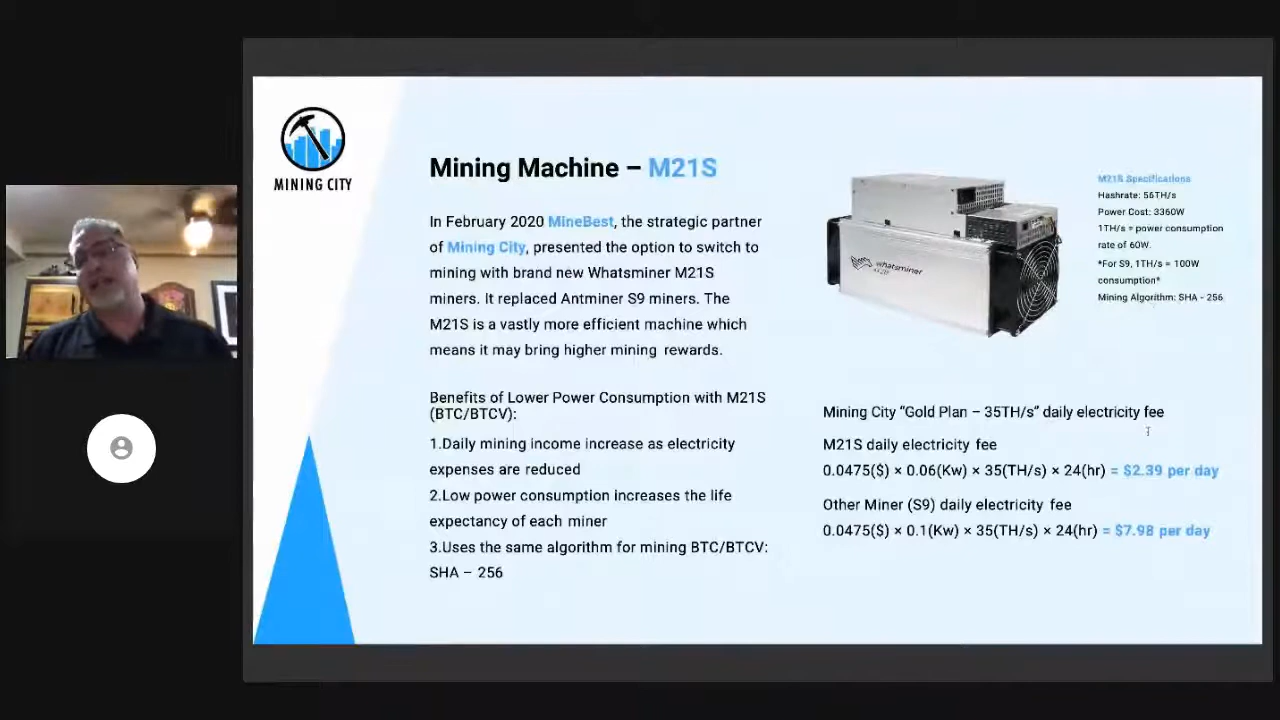 MINING CITY
Mining Machine – M21S
In February 2020 MineBest, the strategic partner
of Mining City, presented the option to switch to
mining with brand new Whatsminer M21S
miners. It replaced Antminer S9 miners. The
M21S is a vastly more efficient machine which
means it may bring higher mining rewards.
Benefits of Lower Power Consumption with M21S
(BTC/BTCV):
1.Daily mining income increase as electricity
expenses are reduced
2.Low power consumption increases the life
expectancy of each miner
3.Uses the same algorithm for mining BTC/BTCV:
SHA – 256
whatsminer
M21S Specifications
Hashrate: 56TH/s
Power Cost: 3360W
1TH/s = power consumption
rate of 60W.
*For S9, 1TH/s = 100W
consumption*
Mining Algorithm: SHA - 256
Mining City “Gold Plan – 35TH/s” daily electricity fee
M21S daily electricity fee
0.0475($) × 0.06(Kw) × 35(TH/s) × 24(hr) = $2.39 per day
Other Miner (S9) daily electricity fee
0.0475($) × 0.1(Kw) × 35(TH/s) × 24(hr) = $7.98 per day